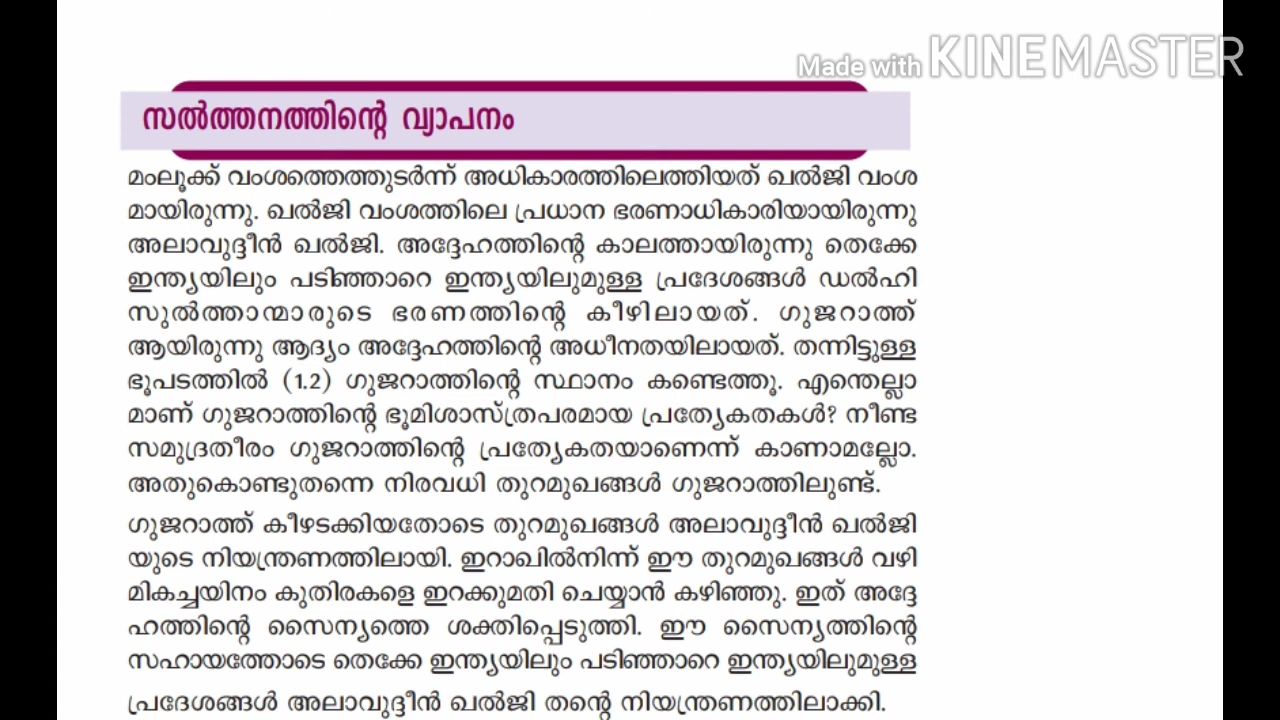 Made with KINEMASTER
സൽത്തനത്തിന്റെ വ്യാപനം
മംലൂക്ക് വംശത്തെത്തുടർന്ന് അധികാരത്തിലെത്തിയത് ഖൽജി വംശ
മായിരുന്നു. ഖൽജി വംശത്തിലെ പ്രധാന ഭരണാധികാരിയായിരുന്നു
അലാവുദ്ദീൻ ഖൽജി. അദ്ദേഹത്തിന്റെ കാലത്തായിരുന്നു തെക്കേ
ഇന്ത്യയിലും പടിഞ്ഞാറെ ഇന്ത്യയിലുമുള്ള പ്രദേശങ്ങൾ ഡൽഹി
സുൽത്താന്മാരുടെ ഭരണത്തിന്റെ കീഴിലായത്. ഗുജറാത്ത്
ആയിരുന്നു ആദ്യം അദ്ദേഹത്തിന്റെ അധീനതയിലായത്. തന്നിട്ടുള്ള
ഭൂപടത്തിൽ (1.2) ഗുജറാത്തിന്റെ സ്ഥാനം കണ്ടെത്തൂ. എന്തെല്ലാ
മാണ് ഗുജറാത്തിന്റെ ഭൂമിശാസ്ത്രപരമായ പ്രത്യേകതകൾ? നീണ്ട
സമുദ്രതീരം ഗുജറാത്തിന്റെ പ്രത്യേകതയാണെന്ന് കാണാമല്ലോ.
അതുകൊണ്ടുതന്നെ നിരവധി തുറമുഖങ്ങൾ ഗുജറാത്തിലുണ്ട്.
ഗുജറാത്ത് കീഴടക്കിയതോടെ തുറമുഖങ്ങൾ അലാവുദ്ദീൻ ഖൽജി
യുടെ നിയന്ത്രണത്തിലായി. ഇറാഖിൽനിന്ന് ഈ തുറമുഖങ്ങൾ വഴി
മികച്ചയിനം കുതിരകളെ ഇറക്കുമതി ചെയ്യാൻ കഴിഞ്ഞു. ഇത് അദ്ദേ
ഹത്തിന്റെ സൈന്യത്തെ ശക്തിപ്പെടുത്തി. ഈ സൈന്യത്തിന്റെ
സഹായത്തോടെ തെക്കേ ഇന്ത്യയിലും പടിഞ്ഞാറെ ഇന്ത്യയിലുമുള്ള
പ്രദേശങ്ങൾ അലാവുദ്ദീൻ ഖൽജി തന്റെ നിയന്ത്രണത്തിലാക്കി.